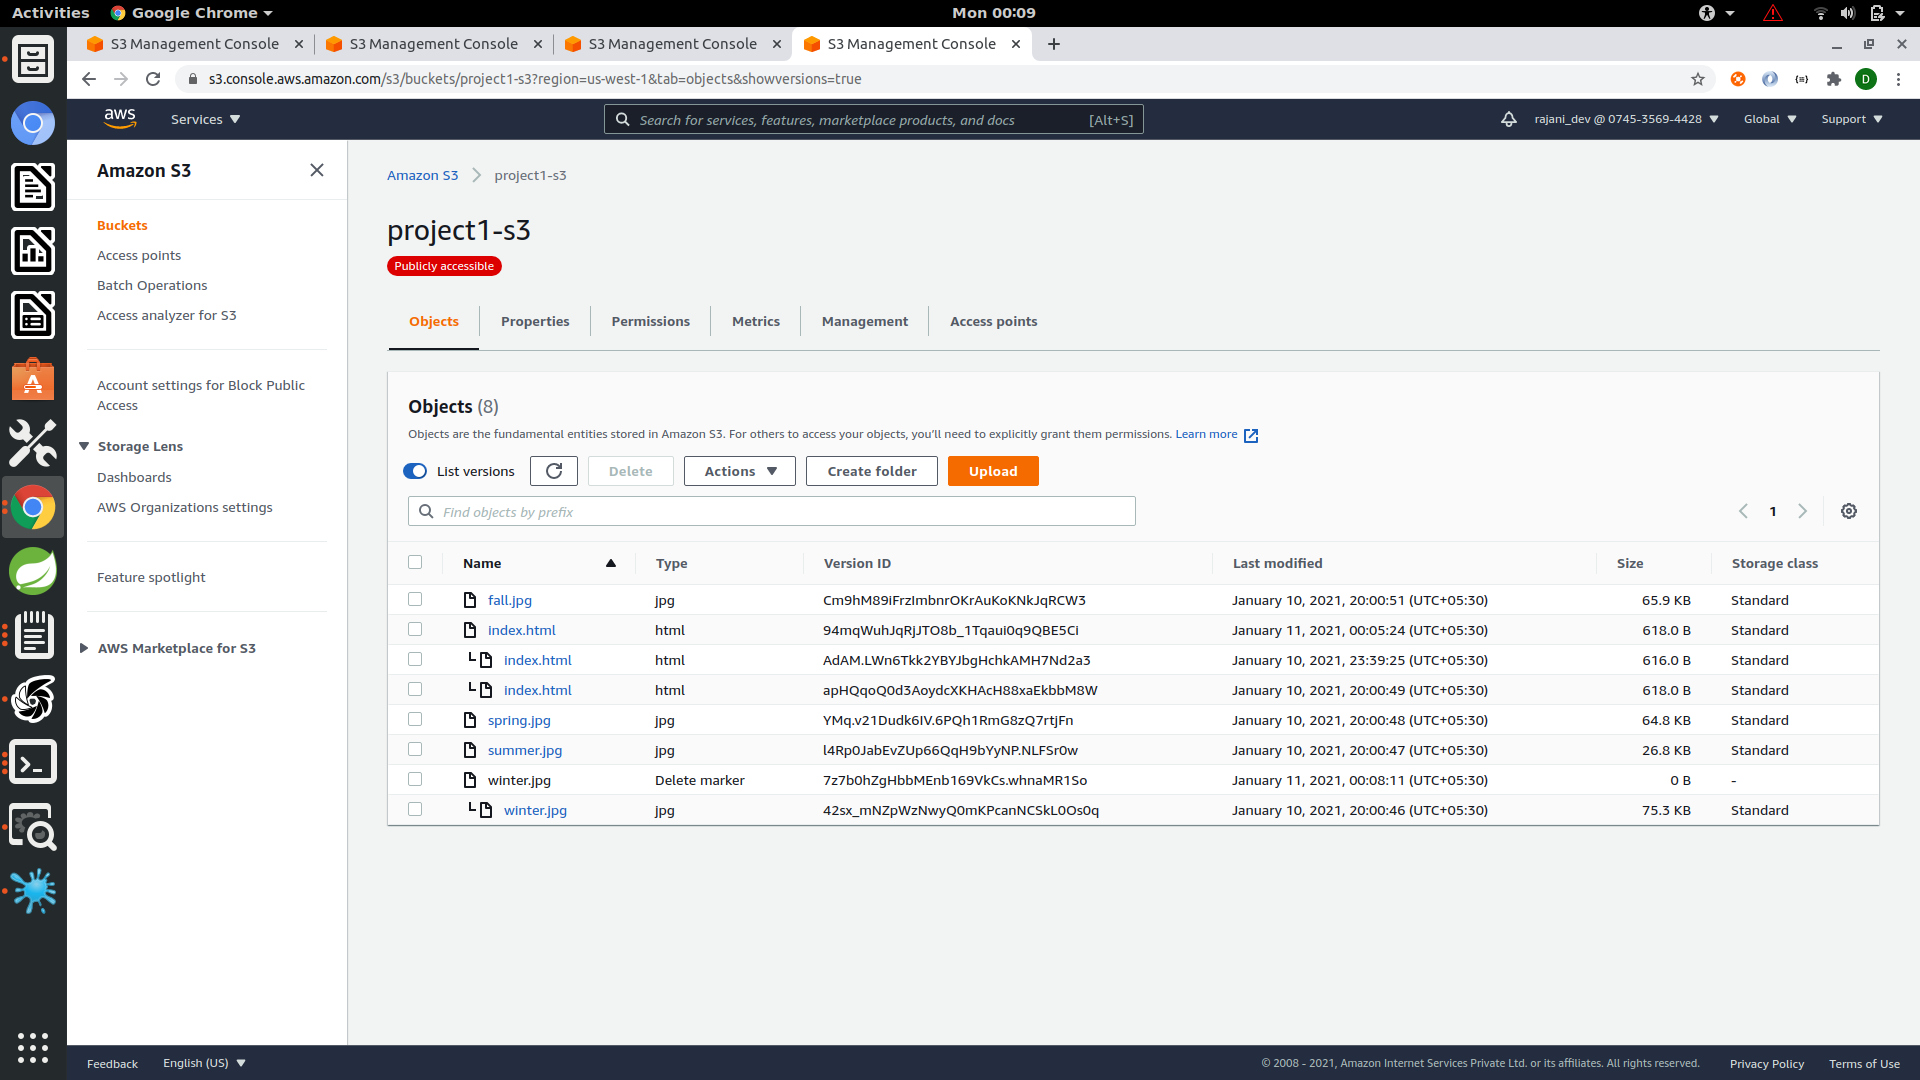 Activities Google Chrome Mon 00:09
S3 Management Console S3 Management Console S3 Management Console S3 Management Console
s3.console.aws.amazon.com/s3/buckets/project1-s3?region=us-west-1&tab=objects&showversions=true D
aws Services Search for services, features, marketplace products, and docs [Alt+S] rajani_dev @ 0745-3569-4428 Global Support
Amazon S3
Buckets
Access points
Batch Operations
Access analyzer for S3
Account settings for Block Public
Access
Storage Lens
Dashboards
AWS Organizations settings
Feature spotlight
AWS Marketplace for S3
Amazon S3 project1-s3
project1-s3
Publicly accessible
Objects Properties Permissions Metrics Management Access points
Objects (8)
Objects are the fundamental entities stored in Amazon S3. For others to access your objects, you'll need to explicitly grant them permissions. Learn more
List versions Delete Actions Create folder Upload
Find objects by prefix 1
Name Type Version ID Last modified Size Storage class
fall.jpg jpg Cm9hM89iFrzImbnrOKrAuKoKNkJqRCW3 January 10, 2021, 20:00:51 (UTC+05:30) 65.9 KB Standard
index.html html 94mqWuhJqRjJTO8b_1Tqaui0q9QBE5Ci January 11, 2021, 00:05:24 (UTC+05:30) 618.0 B Standard
index.html html AdAM.LWn6Tkk2YBYJbgHchkAMH7Nd2a3 January 10, 2021, 23:39:25 (UTC+05:30) 616.0 B Standard
index.html html apHQqoQ0d3AoydcXKHAcH88xaEkbbM8W January 10, 2021, 20:00:49 (UTC+05:30) 618.0 B Standard
spring.jpg jpg YMq.v21Dudk6IV.6PQh1RmG8zQ7rtjFn January 10, 2021, 20:00:48 (UTC+05:30) 64.8 KB Standard
summer.jpg jpg l4Rp0JabEvZUp66QqH9bYyNP.NLFSr0w January 10, 2021, 20:00:47 (UTC+05:30) 26.8 KB Standard
winter.jpg Delete marker 7z7b0hZgHbbMEnb169VkCs.whnaMR1So January 11, 2021, 00:08:11 (UTC+05:30) 0 B -
winter.jpg jpg 42sx_mNZpWzNwyQ0mKPcanNCSkL0Os0q January 10, 2021, 20:00:46 (UTC+05:30) 75.3 KB Standard
Feedback English (US) © 2008 - 2021, Amazon Internet Services Private Ltd. or its affiliates. All rights reserved. Privacy Policy Terms of Use